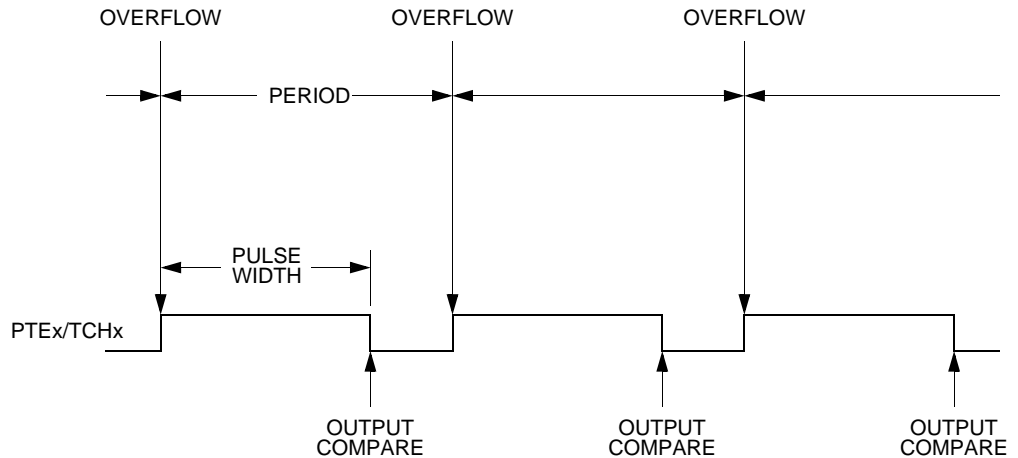 OVERFLOW OVERFLOW OVERFLOW
PERIOD
PULSE
WIDTH
PTEx/TCHx
OUTPUT
COMPARE
OUTPUT
COMPARE
OUTPUT
COMPARE